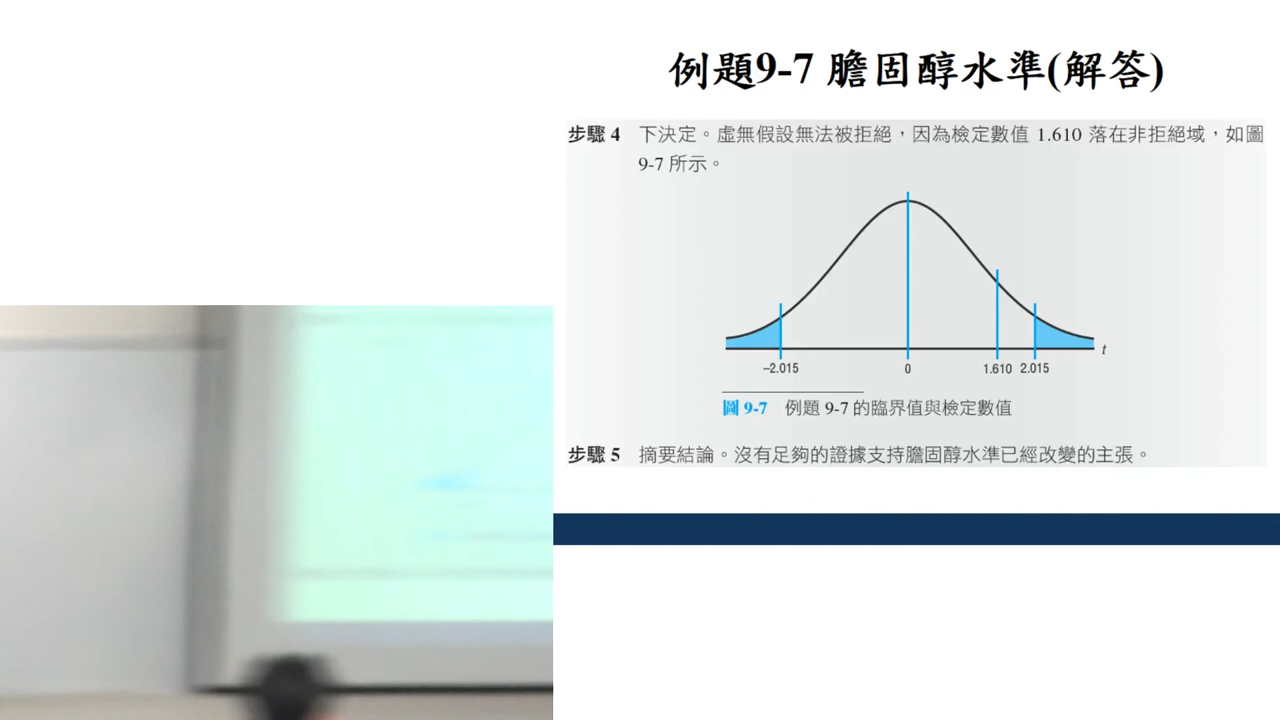 例題9-7 膽固醇水準(解答)
步驟 4 下決定。虛無假設無法被拒絕，因為檢定數值 1.610 落在非拒絕域，如圖
9-7 所示。
t
–2.015 0 1.610 2.015
圖 9-7 例題 9-7 的臨界值與檢定數值
步驟 5 摘要結論。沒有足夠的證據支持膽固醇水準已經改變的主張。